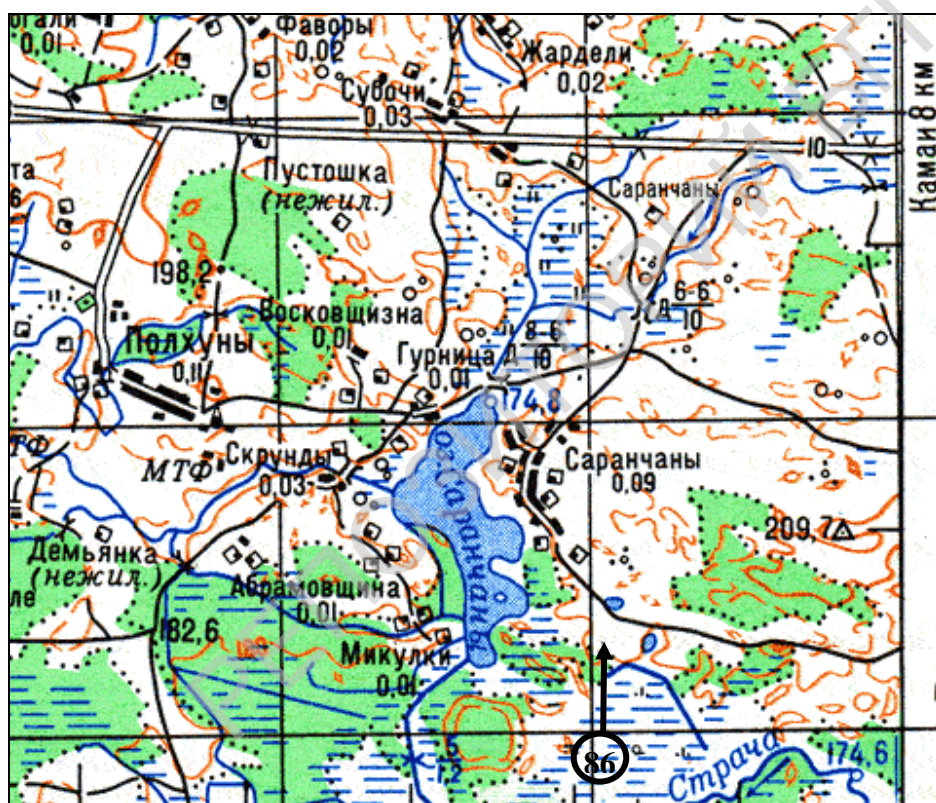 0,01
Фаворы
0,02
Жардели
0,02
Субочи
0,03
Камаи 8 км
10
Пустошка
(нежил.)
Саранчаны
198,2
6-6
10
Д
Восковщизна
0,01
8-6
10
Полхуны
0,11
Гурница Д
0,01
174,8
МТФ
Скрунды
0,03
Саранчаны
0,09
оз. Саранчаны
209,7
Демьянка
(нежил.)
Абрамовщина
0,01
182,6
Микулки
0,01
86
Страча
174,6
12